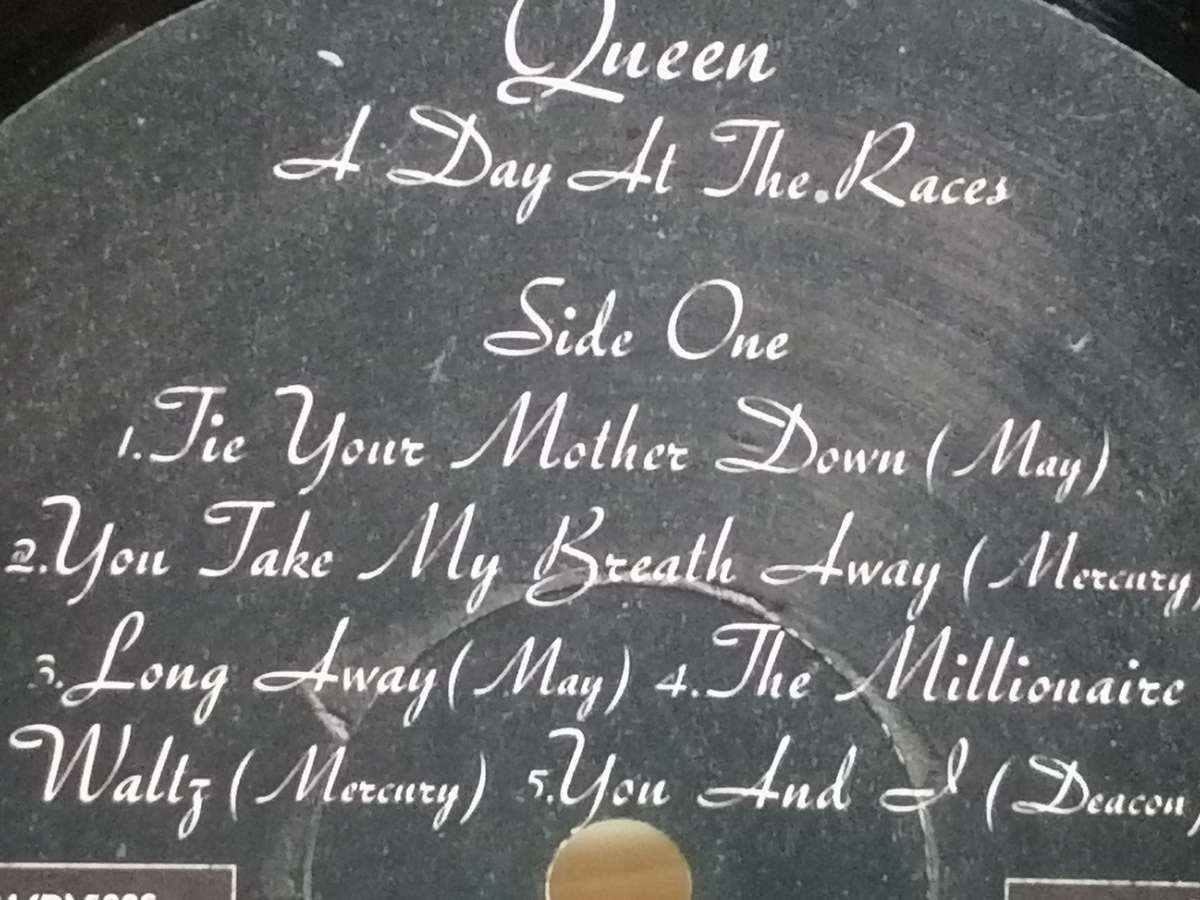 Queen
A Day At The.Races
Side One
1.Tie Your Mother Down (May)
2.You Take My Breath Away (Mercury)
3.Long Away (May) 4.The Millionaire
Waltz (Mercury) 5.You And I (Deacon)